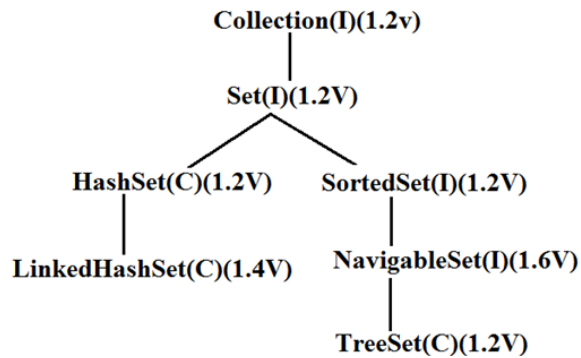 Collection(I)(1.2v)
Set(I)(1.2V)
HashSet(C)(1.2V)
SortedSet(I)(1.2V)
LinkedHashSet(C)(1.4V)
NavigableSet(I)(1.6V)
TreeSet(C)(1.2V)